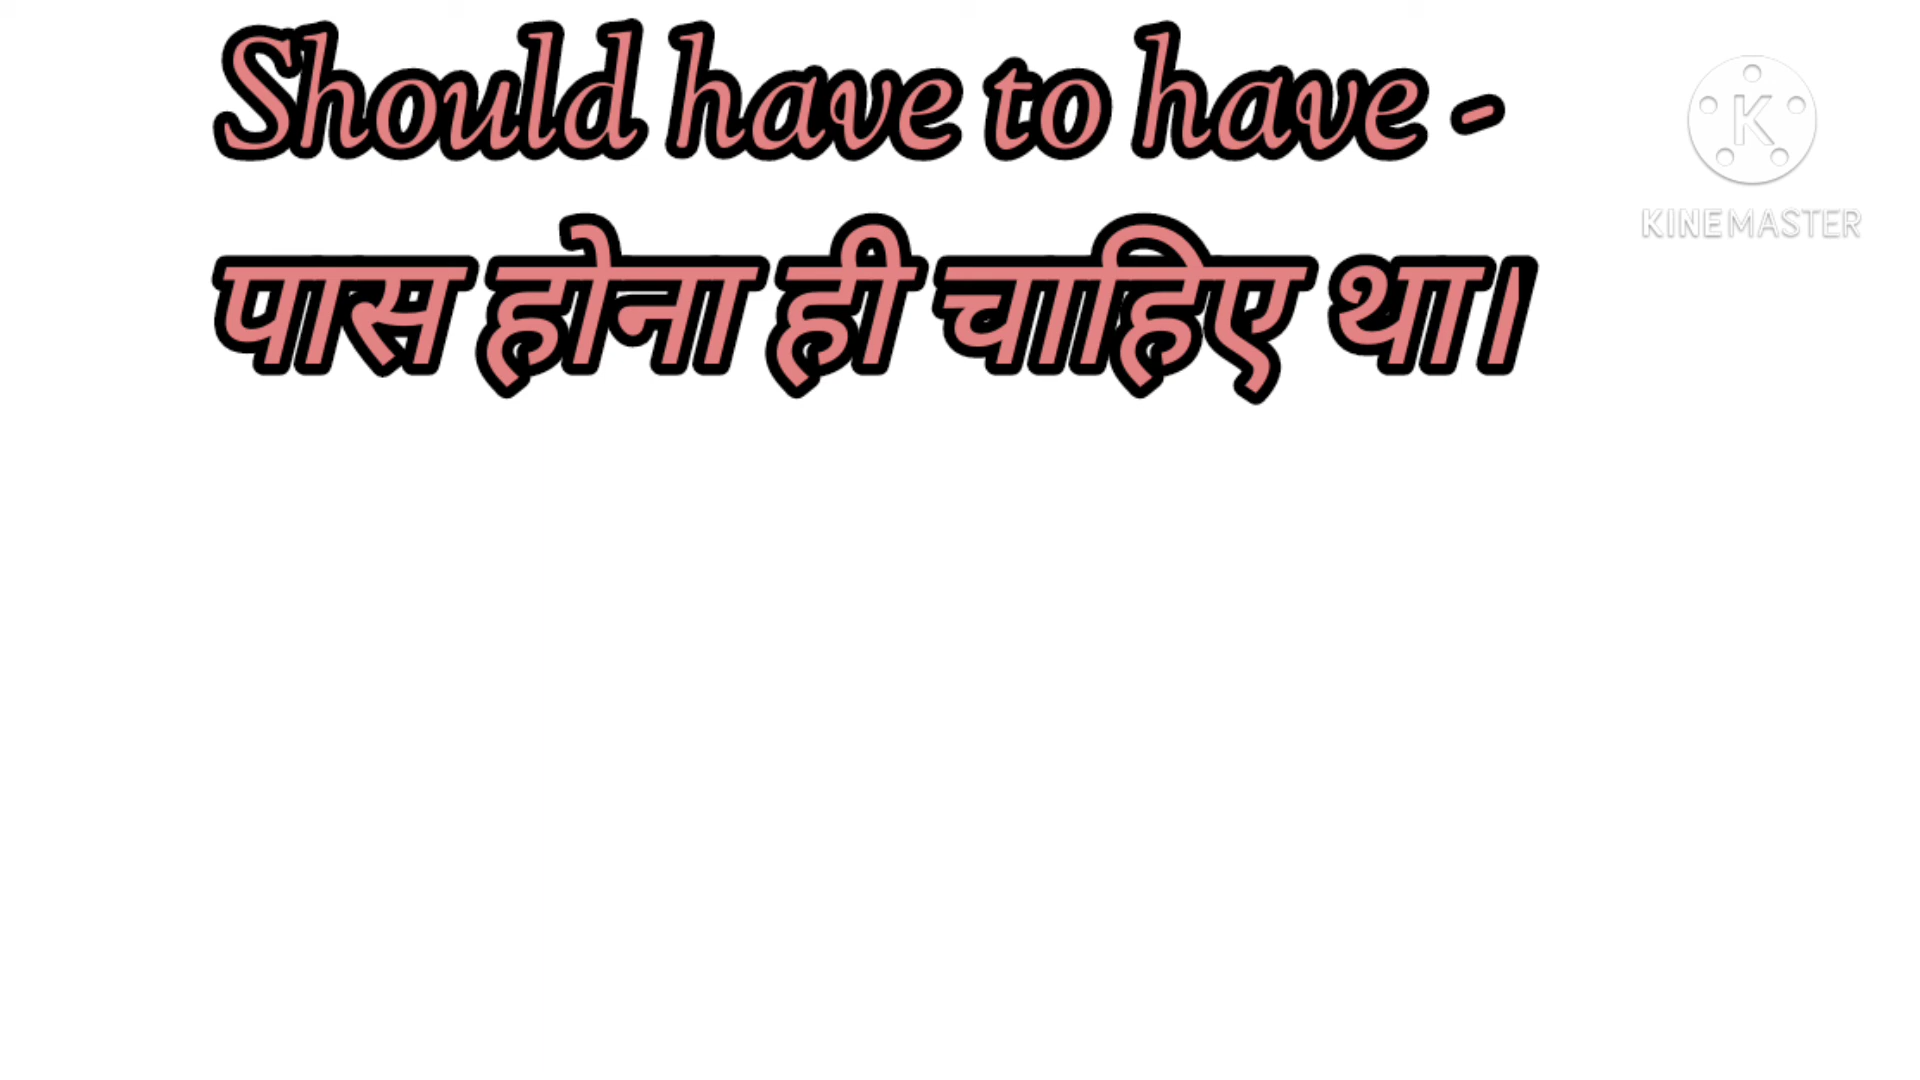 Should have to have -
पास होना ही चाहिए था।
K
KINEMASTER